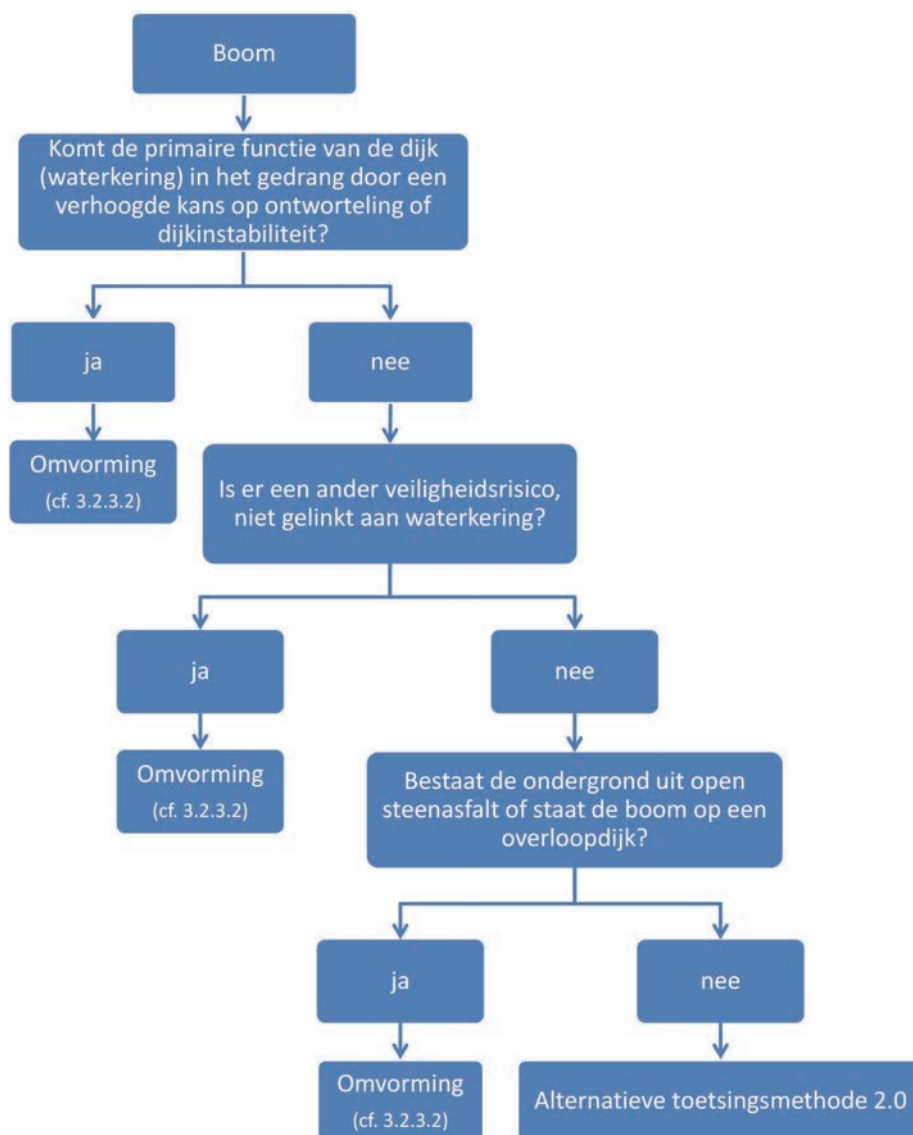 Boom
Komt de primaire functie van de dijk
(waterkering) in het gedrang door een
verhoogde kans op ontworteling of
dijkinstabiliteit?
ja
nee
Omvorming
(cf. 3.2.3.2)
Is er een ander veiligheidsrisico,
niet gelinkt aan waterkering?
ja
nee
Omvorming
(cf. 3.2.3.2)
Bestaat de ondergrond uit open
steenasfalt of staat de boom op een
overloopdijk?
ja
nee
Omvorming
(cf. 3.2.3.2)
Alternatieve toetsingsmethode 2.0